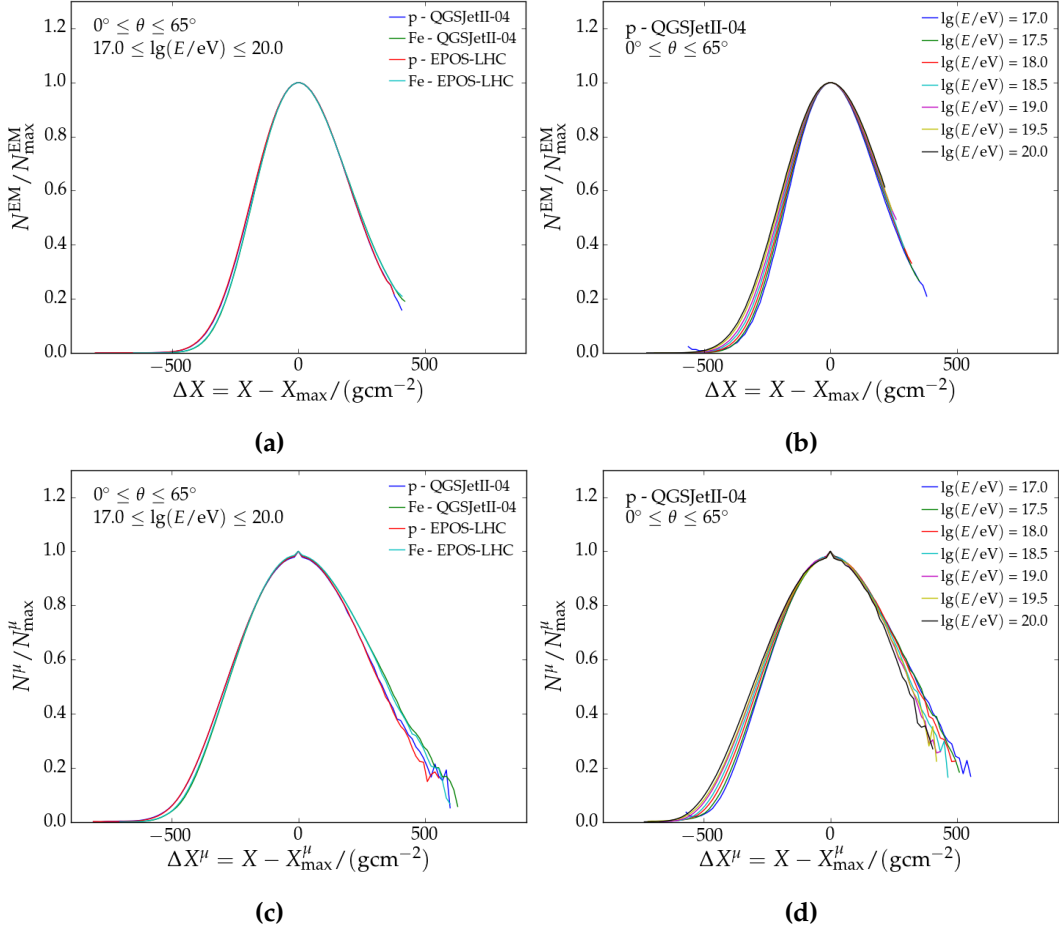 0° ≤ θ ≤ 65°
17.0 ≤ lg(E/eV) ≤ 20.0
p - QGSJetII-04
Fe - QGSJetII-04
p - EPOS-LHC
Fe - EPOS-LHC
N^EM/N^EM_max
1.2
1.0
0.8
0.6
0.4
0.2
0.0
−500
0
500
ΔX = X − X_max/(gcm⁻²)
(a)
p - QGSJetII-04
0° ≤ θ ≤ 65°
lg(E/eV) = 17.0
lg(E/eV) = 17.5
lg(E/eV) = 18.0
lg(E/eV) = 18.5
lg(E/eV) = 19.0
lg(E/eV) = 19.5
lg(E/eV) = 20.0
N^EM/N^EM_max
1.2
1.0
0.8
0.6
0.4
0.2
0.0
−500
0
500
ΔX = X − X_max/(gcm⁻²)
(b)
0° ≤ θ ≤ 65°
17.0 ≤ lg(E/eV) ≤ 20.0
p - QGSJetII-04
Fe - QGSJetII-04
p - EPOS-LHC
Fe - EPOS-LHC
N^μ/N^μ_max
1.2
1.0
0.8
0.6
0.4
0.2
0.0
−500
0
500
ΔX^μ = X − X^μ_max/(gcm⁻²)
(c)
p - QGSJetII-04
0° ≤ θ ≤ 65°
lg(E/eV) = 17.0
lg(E/eV) = 17.5
lg(E/eV) = 18.0
lg(E/eV) = 18.5
lg(E/eV) = 19.0
lg(E/eV) = 19.5
lg(E/eV) = 20.0
N^μ/N^μ_max
1.2
1.0
0.8
0.6
0.4
0.2
0.0
−500
0
500
ΔX^μ = X − X^μ_max/(gcm⁻²)
(d)